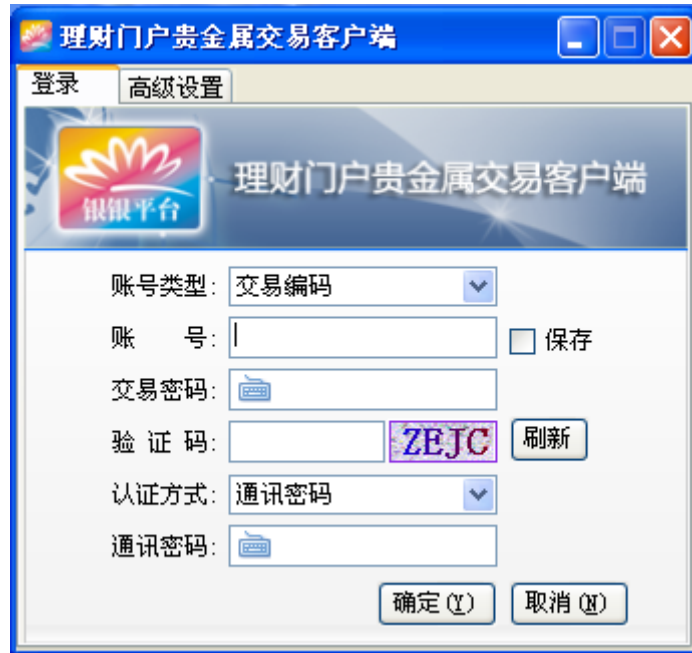 理财门户贵金属交易客户端
登录 高级设置
银银平台
理财门户贵金属交易客户端
账号类型: 交易编码
账 号: 保存
交易密码:
验 证 码: ZEJC 刷新
认证方式: 通讯密码
通讯密码:
确定(Y) 取消(N)